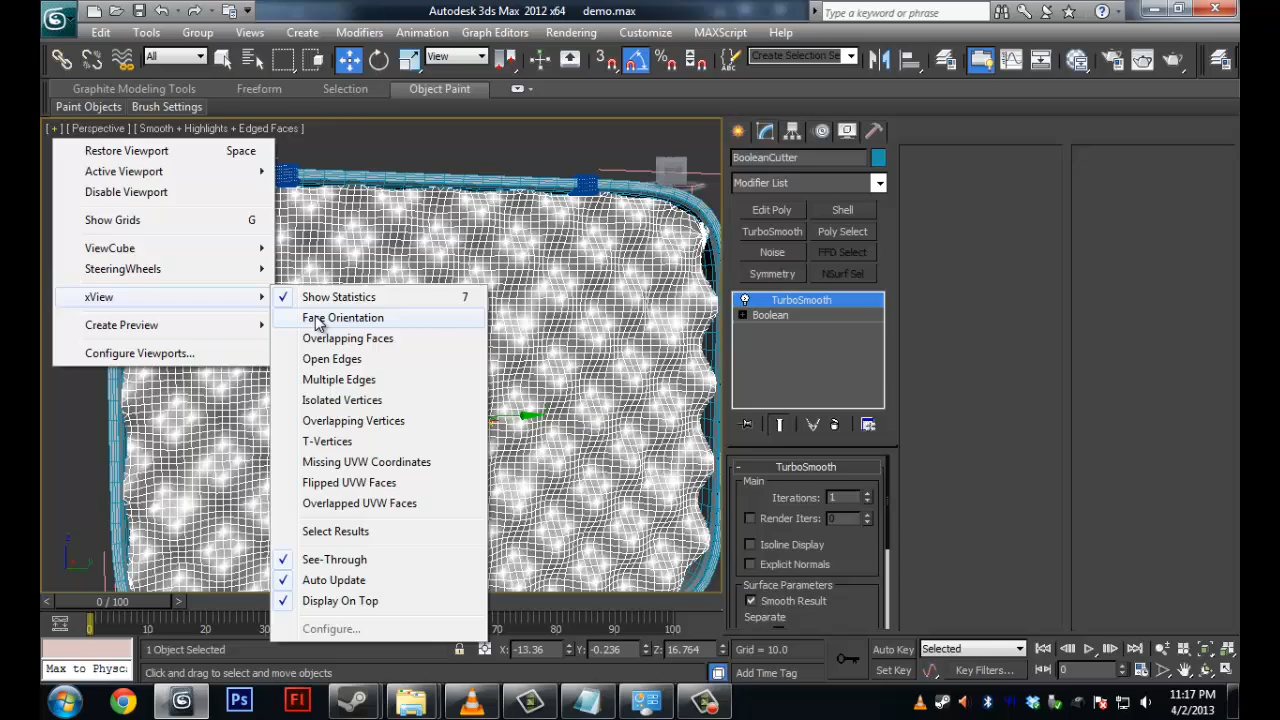 Autodesk 3ds Max 2012 x64 demo.max
Type a keyword or phrase
Edit Tools Group Views Create Modifiers Animation Graph Editors Rendering Customize MAXScript Help
All
View
3
Create Selection Se
Graphite Modeling Tools Freeform Selection Object Paint
Paint Objects Brush Settings
[ + ] [ Perspective ] [ Smooth + Highlights + Edged Faces ]
Restore Viewport Space
Active Viewport
Disable Viewport
Show Grids G
ViewCube
SteeringWheels
xView
Create Preview
Configure Viewports...
Show Statistics 7
Face Orientation
Overlapping Faces
Open Edges
Multiple Edges
Isolated Vertices
Overlapping Vertices
T-Vertices
Missing UVW Coordinates
Flipped UVW Faces
Overlapped UVW Faces
Select Results
See-Through
Auto Update
Display On Top
Configure...
BooleanCutter
Modifier List
Edit Poly Shell
TurboSmooth Poly Select
Noise FFD Select
Symmetry NSurf Sel
TurboSmooth
Boolean
- TurboSmooth
Main
Iterations: 1
Render Iters: 0
Isoline Display
Explicit Normals
Surface Parameters
Smooth Result
Separate
0 / 100
0 10 20 30 50 60 70 80 90 100
1 Object Selected X: -13.36 Y: -0.236 Z: 16.764 Grid = 10.0 Auto Key Selected
Max to Physc Click and drag to select and move objects Add Time Tag Set Key Key Filters... 0
Ps Fl
11:17 PM
4/2/2013